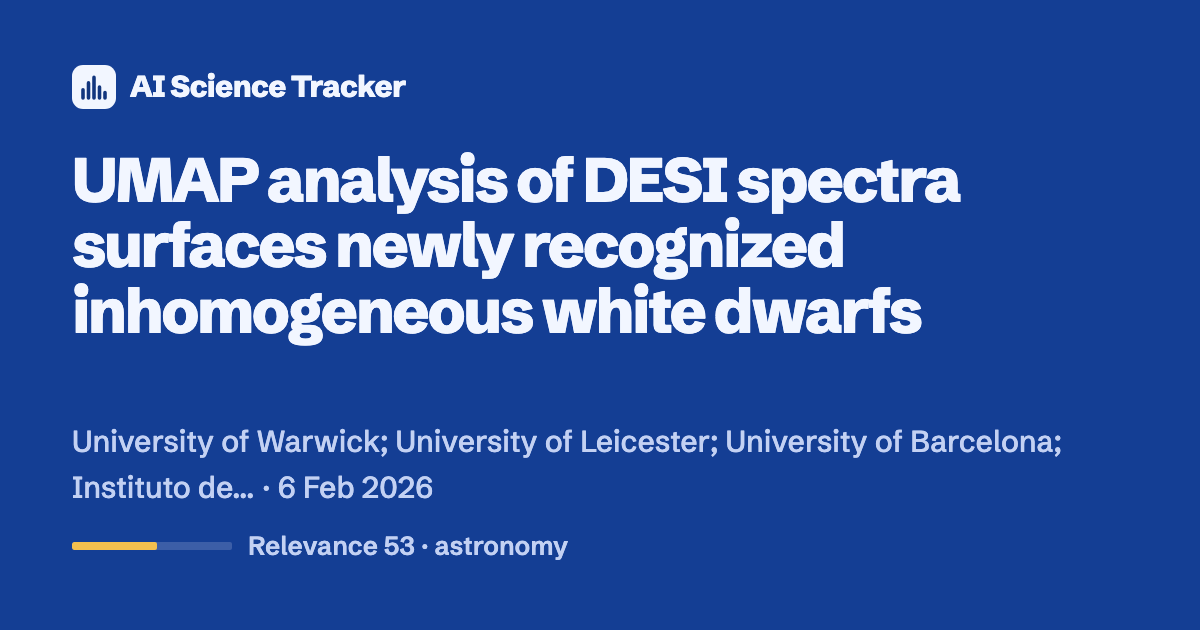 AI Science Tracker
UMAP analysis of DESI spectra
surfaces newly recognized
inhomogeneous white dwarfs
University of Warwick; University of Leicester; University of Barcelona;
Instituto de... · 6 Feb 2026
Relevance 53 · astronomy